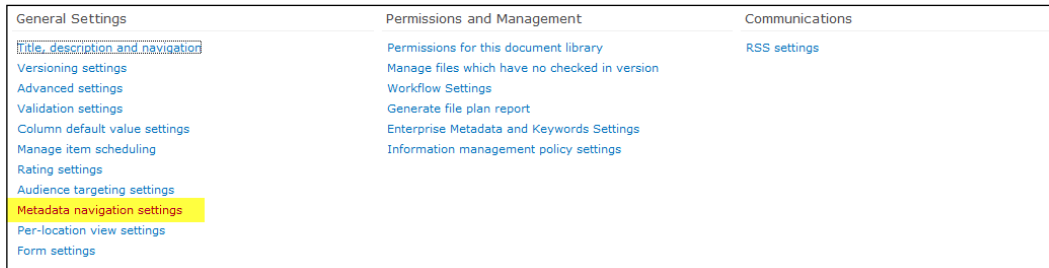 General Settings
Title, description and navigation
Versioning settings
Advanced settings
Validation settings
Column default value settings
Manage item scheduling
Rating settings
Audience targeting settings
Metadata navigation settings
Per-location view settings
Form settings
Permissions and Management
Permissions for this document library
Manage files which have no checked in version
Workflow Settings
Generate file plan report
Enterprise Metadata and Keywords Settings
Information management policy settings
Communications
RSS settings